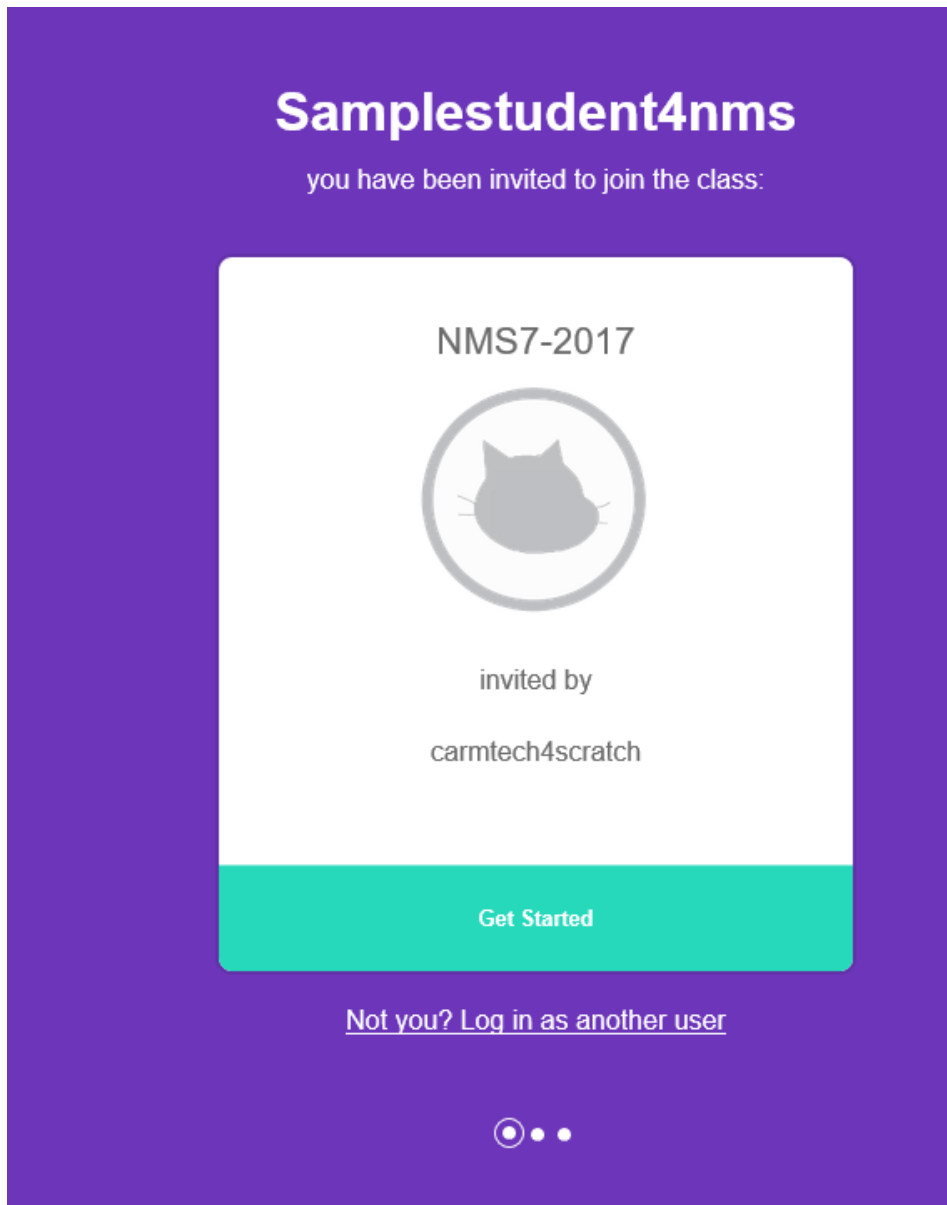 Samplestudent4nms
you have been invited to join the class:
NMS7-2017
invited by
carmtech4scratch
Get Started
Not you? Log in as another user